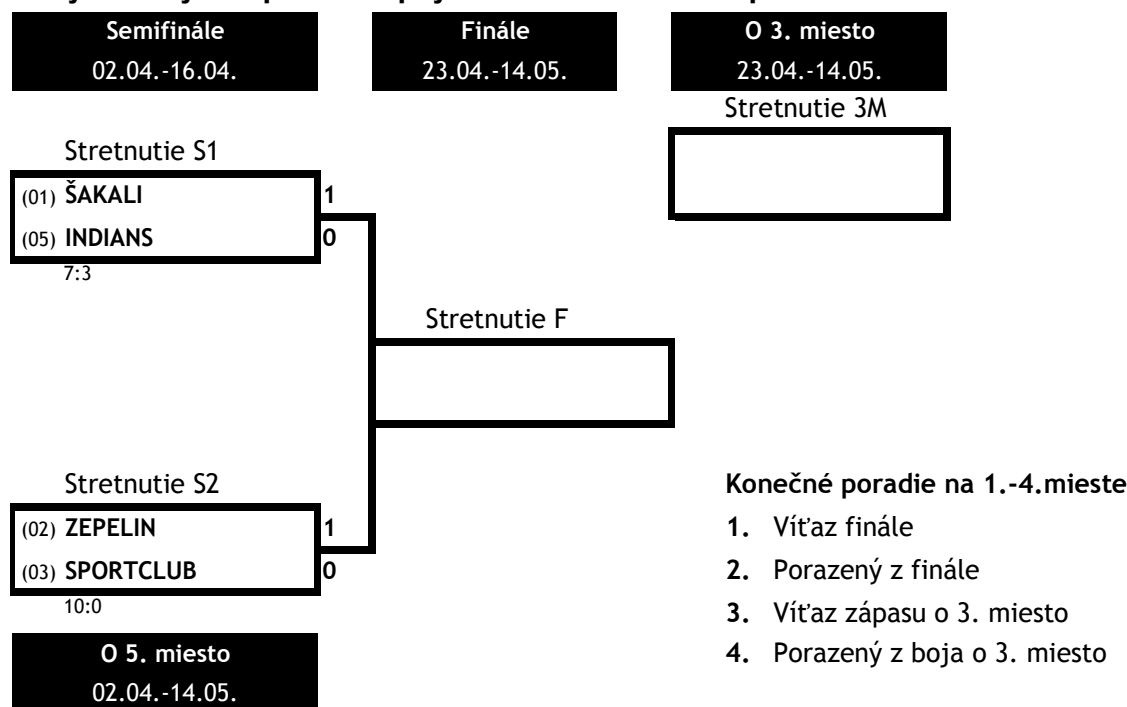 Semifinále
02.04.-16.04.
Finále
23.04.-14.05.
O 3. miesto
23.04.-14.05.
Stretnutie 3M
Stretnutie S1
(01) ŠAKALI 1
(05) INDIANS 0
7:3
Stretnutie F
Stretnutie S2
(02) ZEPELIN 1
(03) SPORTCLUB 0
10:0
Konečné poradie na 1.-4.mieste
1. Víťaz finále
2. Porazený z finále
3. Víťaz zápasu o 3. miesto
4. Porazený z boja o 3. miesto
O 5. miesto
02.04.-14.05.